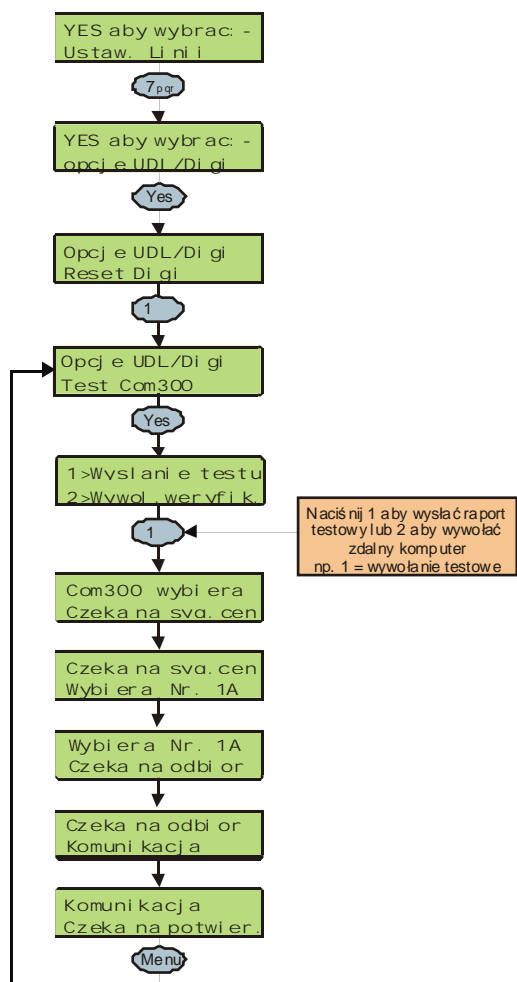 YES aby wybrac: -
Ustaw. Linii
7pqr
YES aby wybrac: -
opcje UDL/Digi
Yes
Opcje UDL/Digi
Reset Digi
1
Opcje UDL/Digi
Test Com300
Yes
1>Wyslanie testu
2>Wywol.weryfik.
1
Naciśnij 1 aby wysłać raport
testowy lub 2 aby wywołać
zdalny komputer
np. 1 = wywołanie testowe
Com300 wybiera
Czeka na syg.cen
Czeka na syg.cen
Wybiera Nr. 1A
Wybiera Nr. 1A
Czeka na odbior
Czeka na odbior
Komunikacja
Komunikacja
Czeka na potwier.
Menu